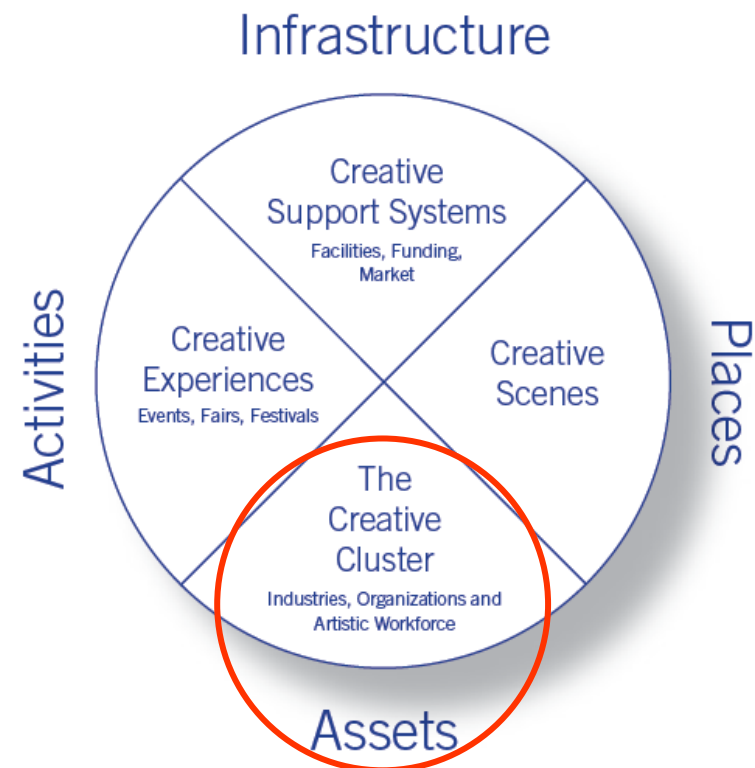 Infrastructure
Creative
Support Systems
Facilities, Funding,
Market
Activities
Creative
Experiences
Events, Fairs, Festivals
Creative
Scenes
Places
The
Creative
Cluster
Industries, Organizations and
Artistic Workforce
Assets